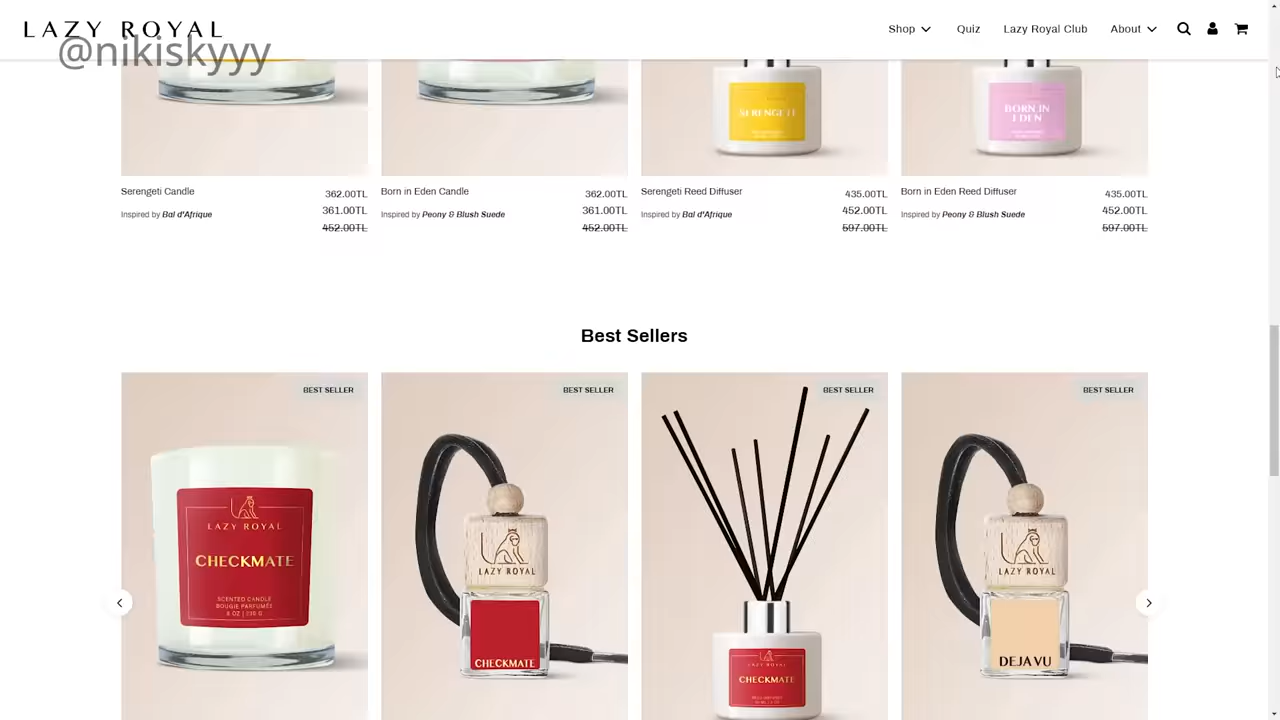 LAZY ROYAL
@nikiskyyy
Shop
Quiz
Lazy Royal Club
About
SERENGETI
BORN IN
EDEN
Serengeti Candle
362.00TL
Inspired by Bal d'Afrique
361.00TL
452.00TL
Born in Eden Candle
362.00TL
Inspired by Peony & Blush Suede
361.00TL
452.00TL
Serengeti Reed Diffuser
435.00TL
Inspired by Bal d'Afrique
452.00TL
597.00TL
Born in Eden Reed Diffuser
435.00TL
Inspired by Peony & Blush Suede
452.00TL
597.00TL
Best Sellers
BEST SELLER
LAZY ROYAL
CHECKMATE
SCENTED CANDLE
BOUGIE PARFUMÉE
8 OZ | 230 G
BEST SELLER
LAZY ROYAL
CHECKMATE
BEST SELLER
LAZY ROYAL
CHECKMATE
BEST SELLER
LAZY ROYAL
DEJA VU